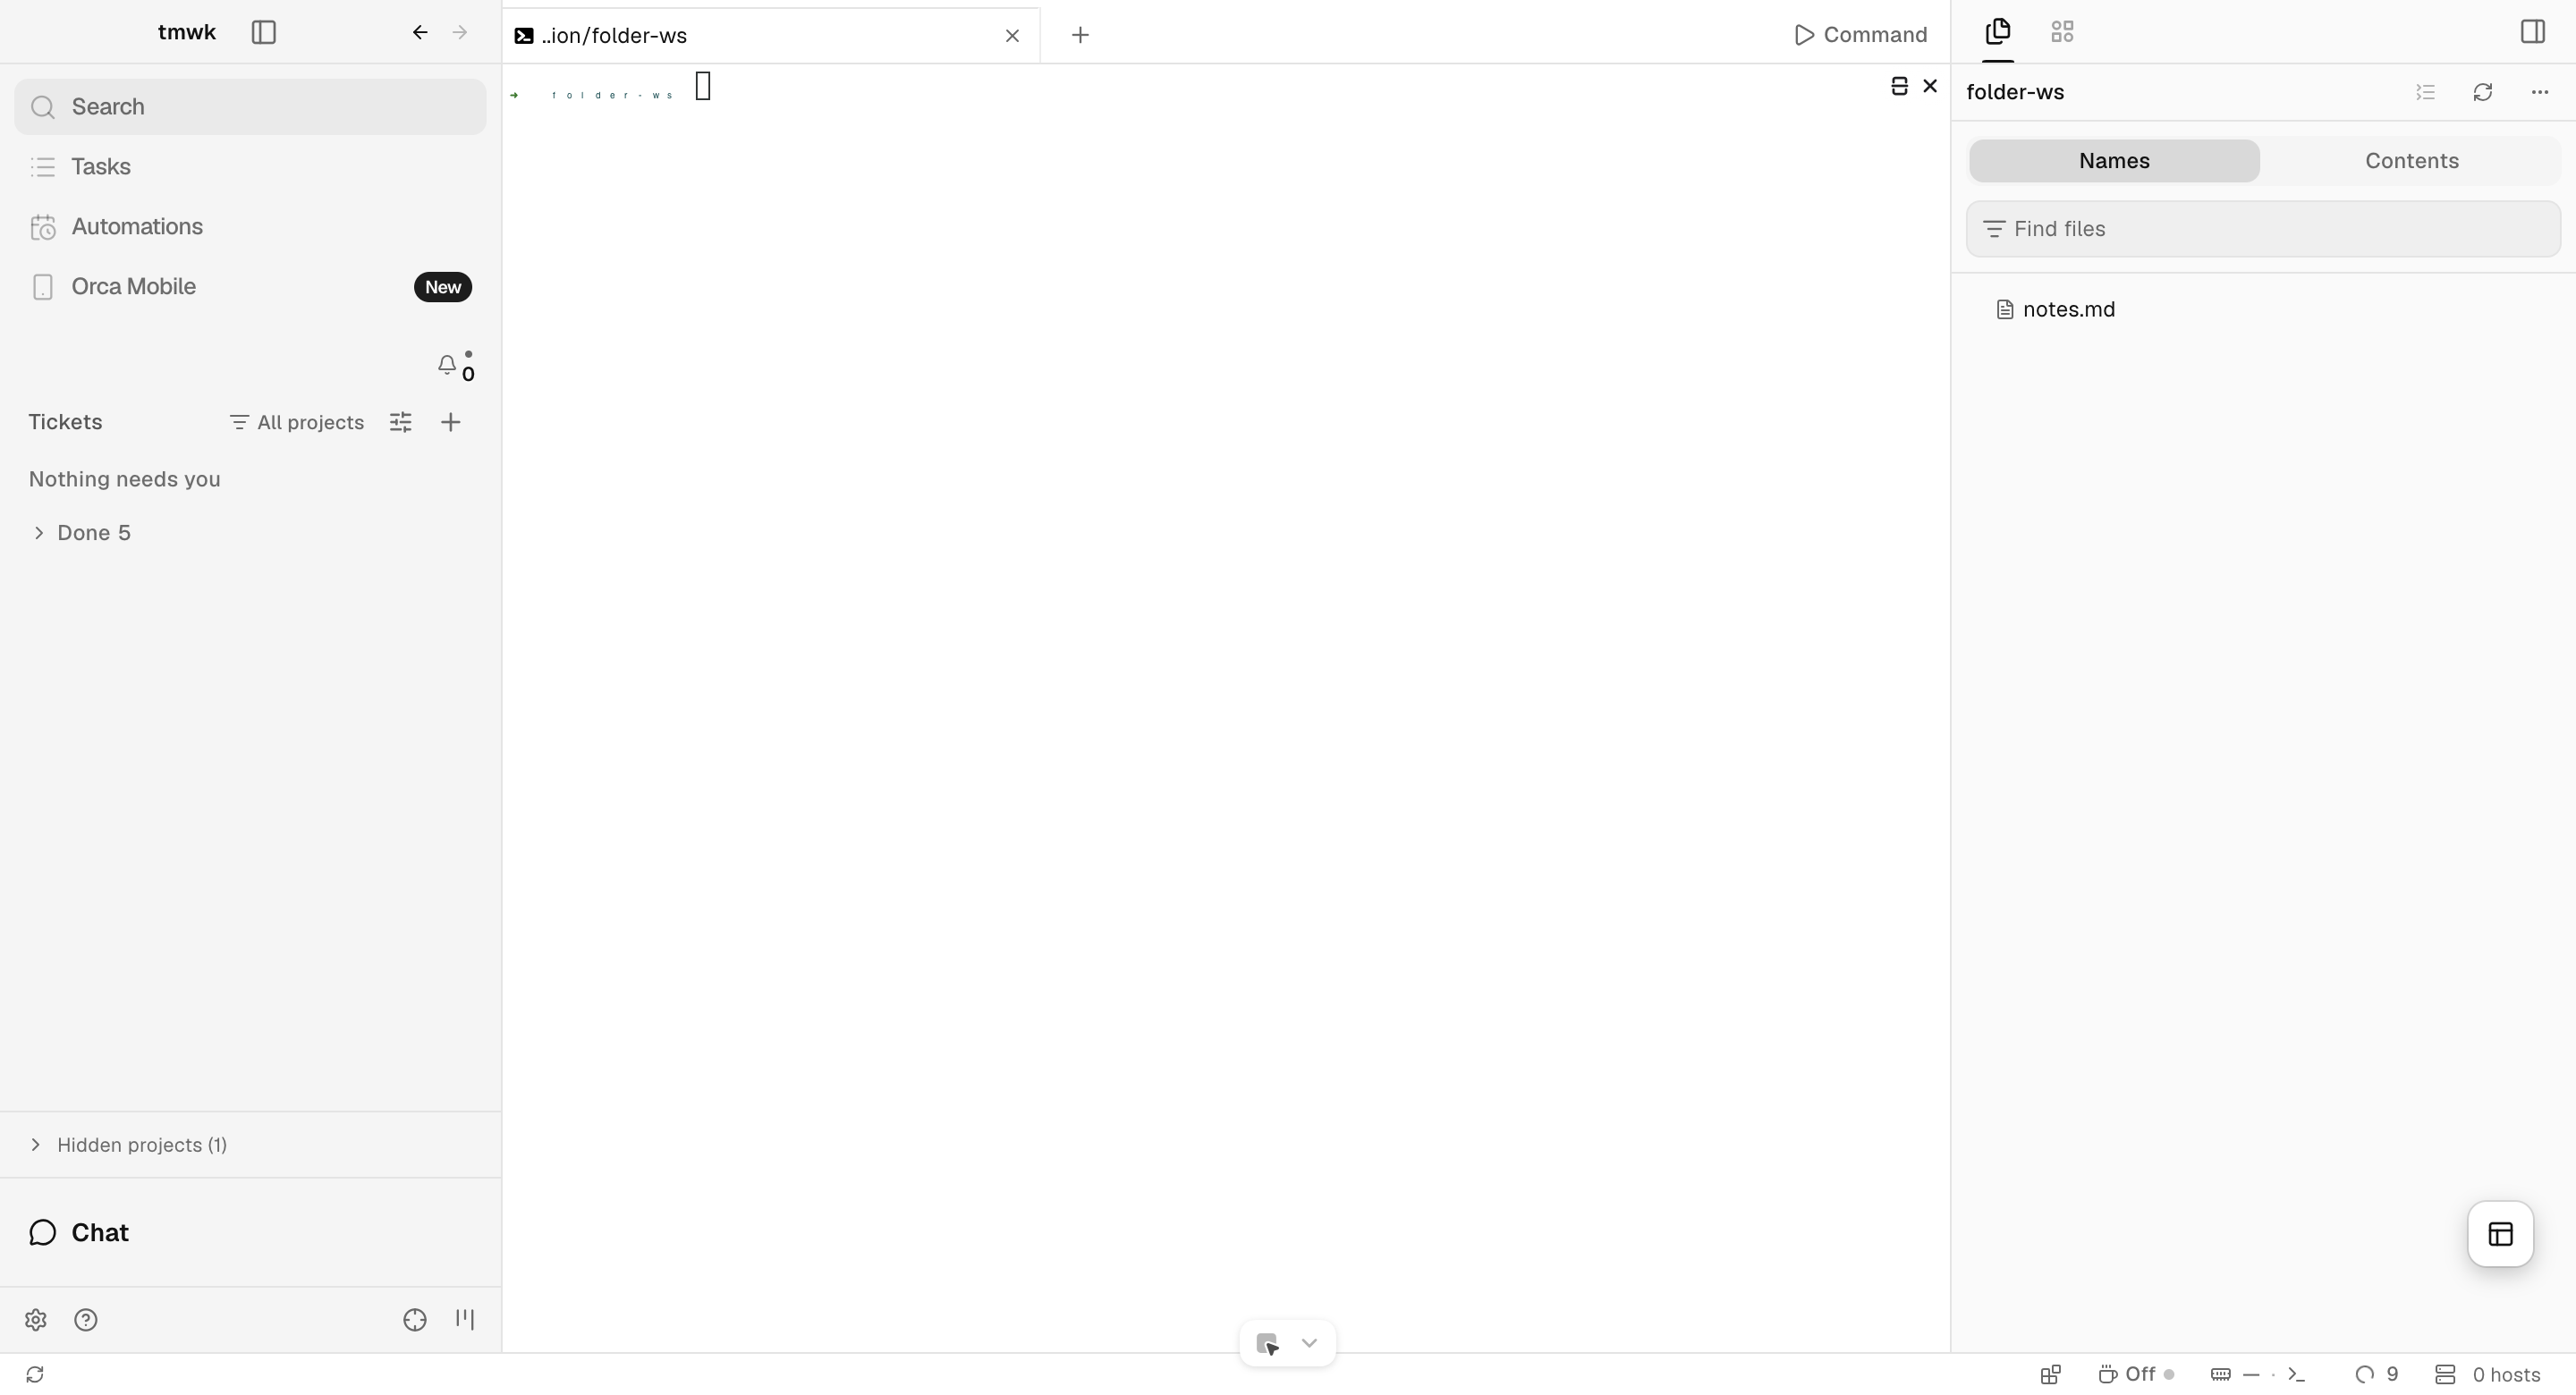 tmwk
Search
Tasks
Automations
Orca Mobile New
0
Tickets All projects
Nothing needs you
Done 5
Hidden projects (1)
Chat
..ion/folder-ws
Command
➜ folder-ws
folder-ws
Names Contents
Find files
notes.md
Off — · 9 0 hosts